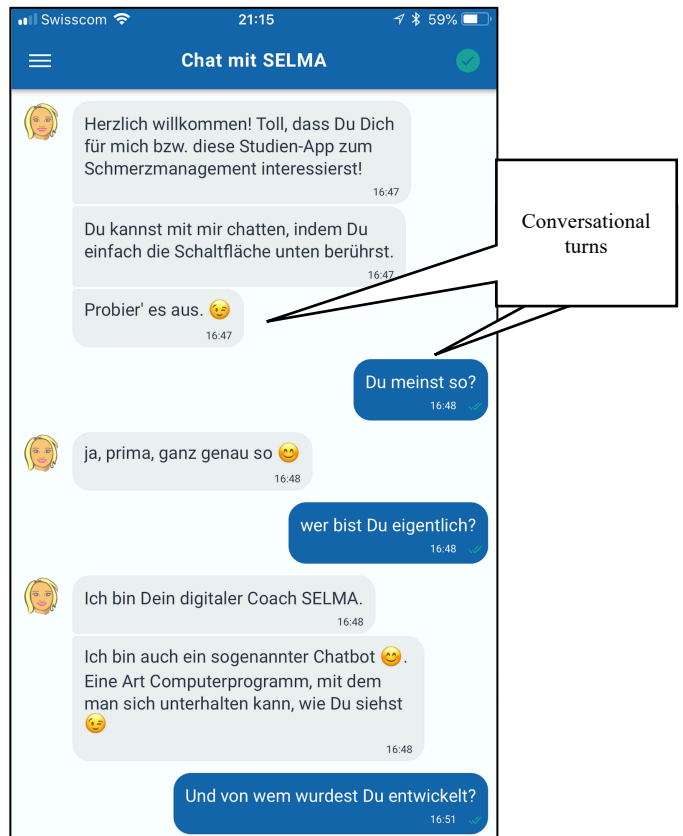 Swisscom 21:15 59%
Chat mit SELMA
Herzlich willkommen! Toll, dass Du Dich
für mich bzw. diese Studien-App zum
Schmerzmanagement interessierst!
16:47
Du kannst mit mir chatten, indem Du
einfach die Schaltfläche unten berührst.
16:47
Probier' es aus. 😉
16:47
Conversational
turns
Du meinst so?
16:48
ja, prima, ganz genau so 😊
16:48
wer bist Du eigentlich?
16:48
Ich bin Dein digitaler Coach SELMA.
16:48
Ich bin auch ein sogenannter Chatbot 😊.
Eine Art Computerprogramm, mit dem
man sich unterhalten kann, wie Du siehst
😉
16:48
Und von wem wurdest Du entwickelt?
16:51